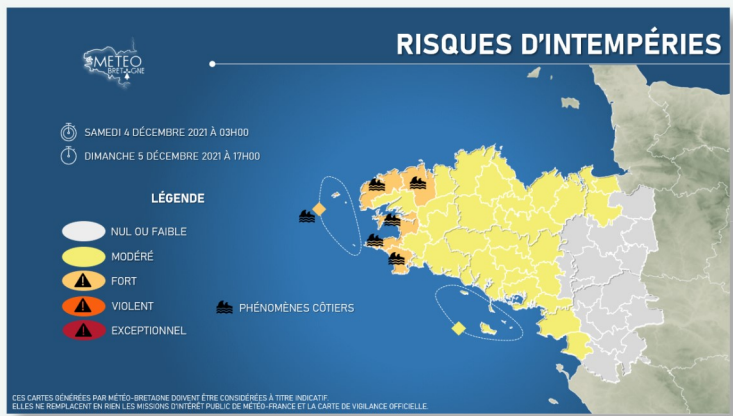 RISQUES D'INTEMPÉRIES
MÉTÉO
BRETAGNE
SAMEDI 4 DÉCEMBRE 2021 À 03H00
DIMANCHE 5 DÉCEMBRE 2021 À 17H00
LÉGENDE
NUL OU FAIBLE
MODÉRÉ
FORT
VIOLENT
PHÉNOMÈNES CÔTIERS
EXCEPTIONNEL
CES CARTES GÉNÉRÉES PAR MÉTÉO-BRETAGNE DOIVENT ÊTRE CONSIDÉRÉES À TITRE INDICATIF.
ELLES NE REMPLACENT EN RIEN LES MISSIONS D'INTÉRÊT PUBLIC DE MÉTÉO-FRANCE ET LA CARTE DE VIGILANCE OFFICIELLE.